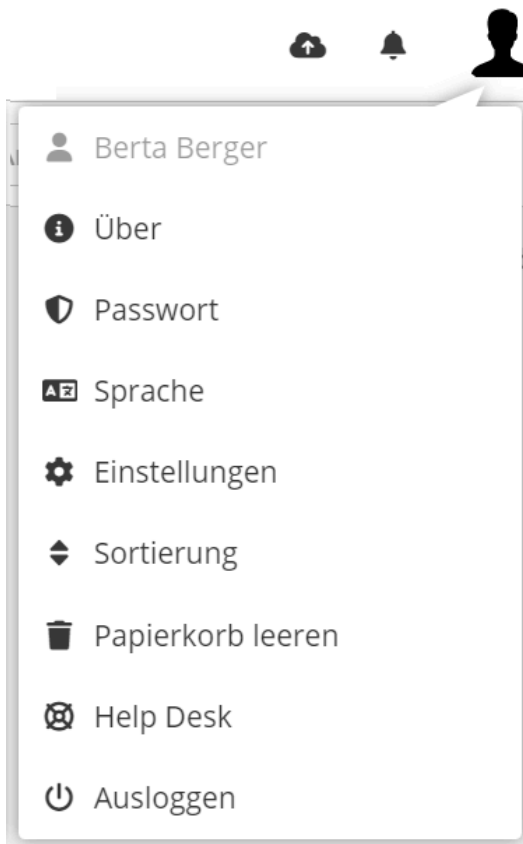 Berta Berger
Über
Passwort
Sprache
Einstellungen
Sortierung
Papierkorb leeren
Help Desk
Ausloggen